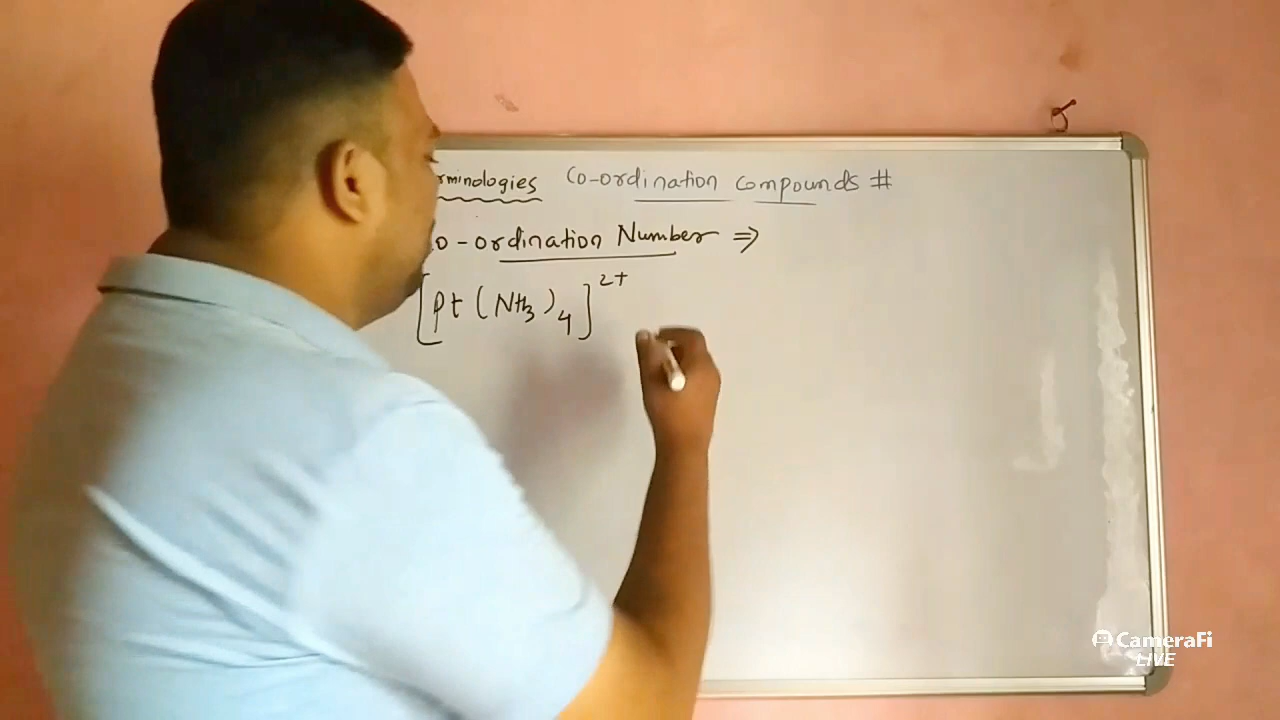 rminologies Co-ordination compounds #
o-ordination Number ⇒
[Pt(NH3)4]2+
CameraFi
LIVE